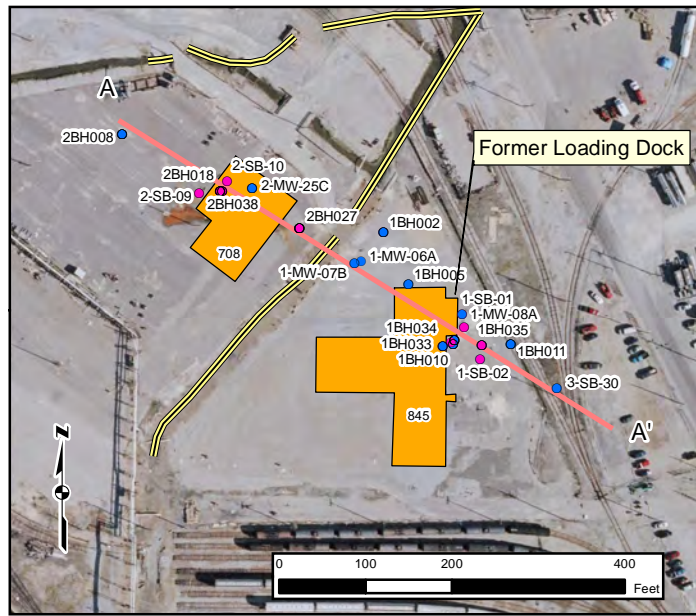 A
2BH008
Former Loading Dock
2BH018
2-SB-10
2-SB-09
2-MW-25C
2BH038
2BH027
1BH002
708
1-MW-06A
1-MW-07B
1BH005
1-SB-01
1-MW-08A
1BH034
1BH035
1BH033
1BH011
1BH010
1-SB-02
3-SB-30
845
A'
N
0 100 200 400
Feet